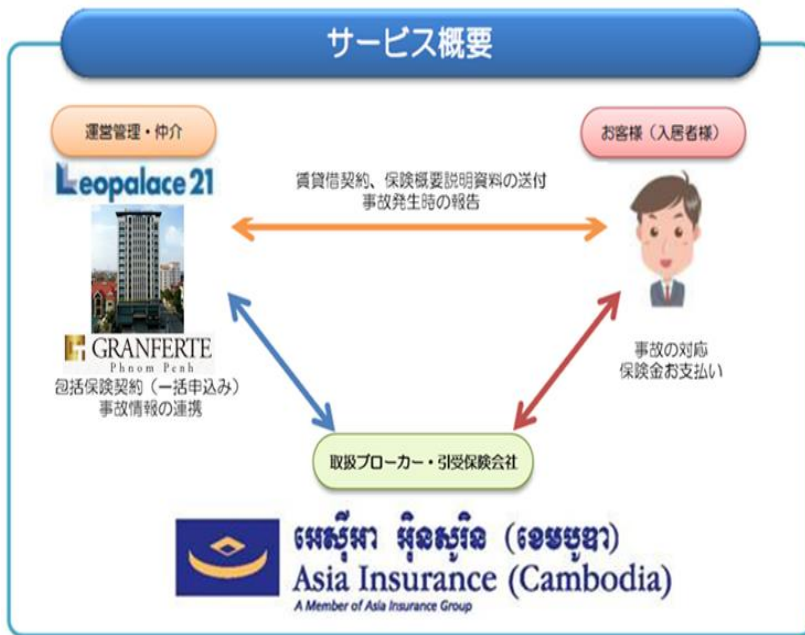 サービス概要
運営管理・仲介
お客様（入居者様）
Leopalace 21
賃貸借契約、保険概要説明資料の送付
事故発生時の報告
GRANFERTE
Phnom Penh
包括保険契約（一括申込み）
事故情報の連携
事故の対応
保険金お支払い
取扱ブローカー・引受保険会社
អេស៊ីអា អ៊ិនសួរិន (ខេមបូឌា)
Asia Insurance (Cambodia)
A Member of Asia Insurance Group